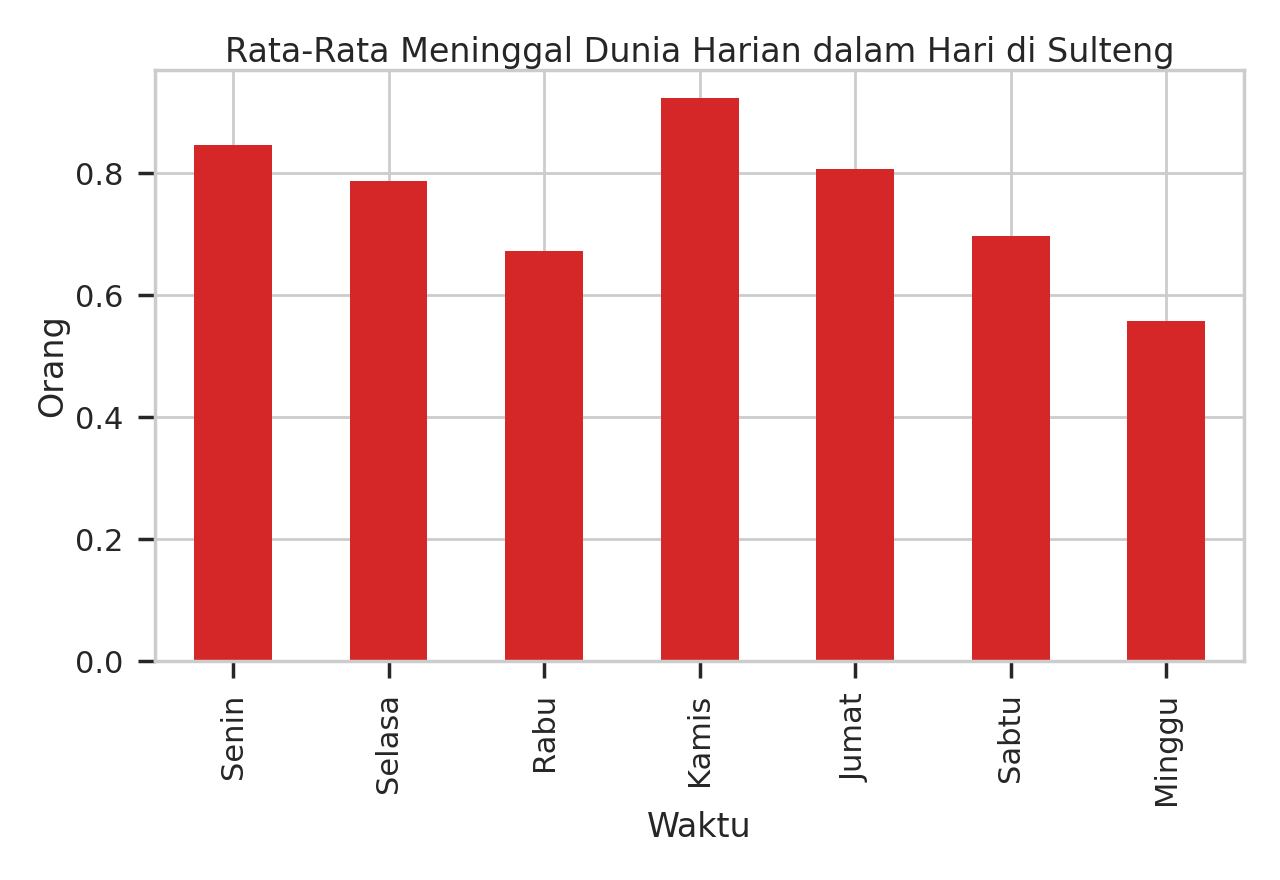 Rata-Rata Meninggal Dunia Harian dalam Hari di Sulteng
Orang
0.8
0.6
0.4
0.2
0.0
Senin
Selasa
Rabu
Kamis
Jumat
Sabtu
Minggu
Waktu